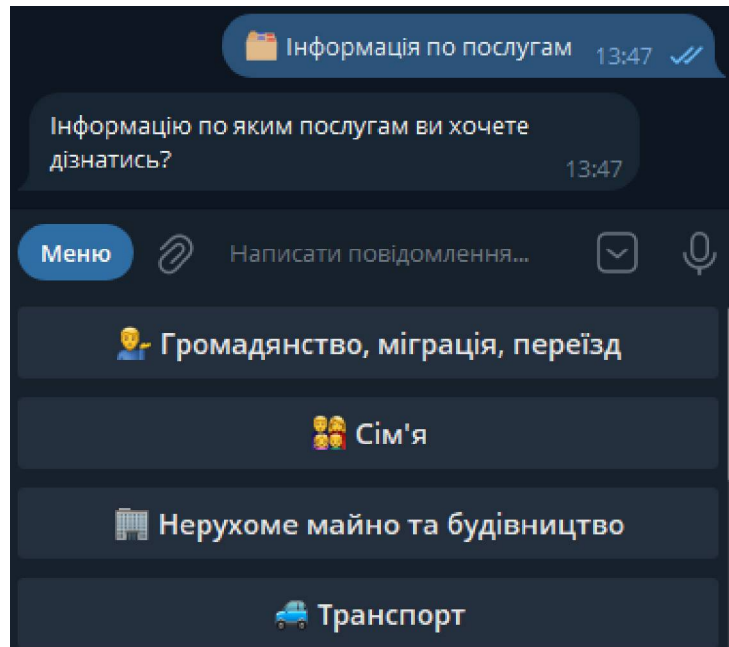 🗂️ Інформація по послугам 13:47
Інформацію по яким послугам ви хочете
дізнатись? 13:47
Меню Написати повідомлення...
💁‍♂️ Громадянство, міграція, переїзд
👨‍👩‍👧‍👦 Сім'я
🏢 Нерухоме майно та будівництво
🚙 Транспорт